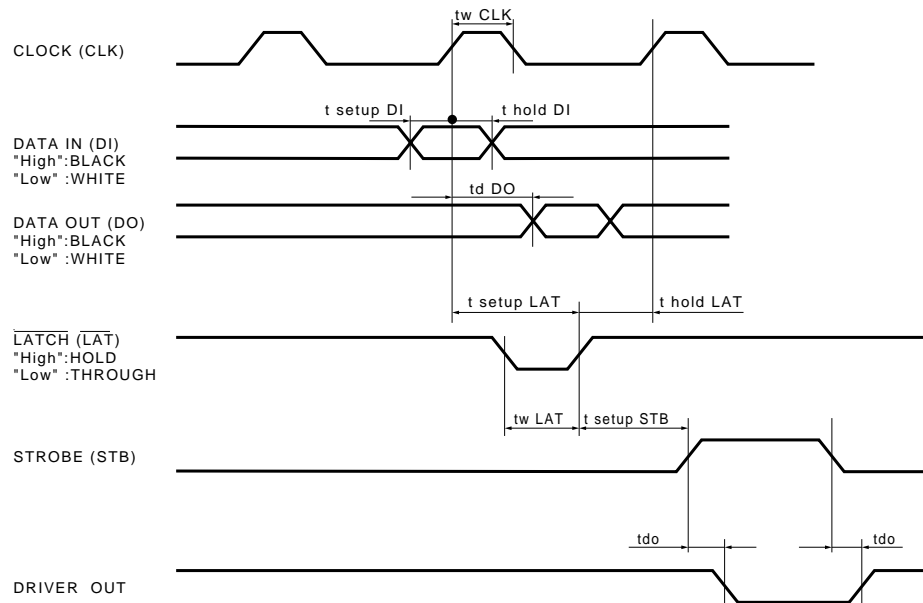 tw CLK
CLOCK (CLK)
t setup DI
t hold DI
DATA IN (DI)
"High":BLACK
"Low" :WHITE
td DO
DATA OUT (DO)
"High":BLACK
"Low" :WHITE
t setup LAT
t hold LAT
LATCH (LAT)
"High":HOLD
"Low" :THROUGH
tw LAT
t setup STB
STROBE (STB)
tdo
tdo
DRIVER OUT